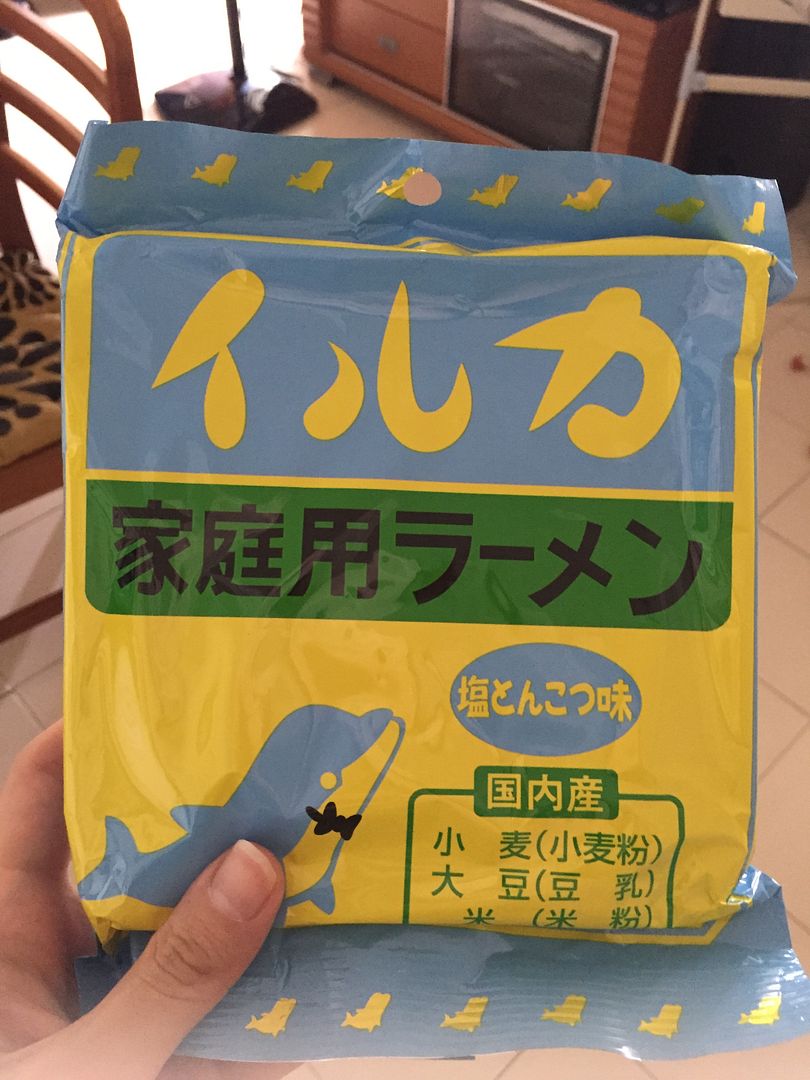 イルカ
家庭用ラーメン
塩とんこつ味
国内産
小　麦(小麦粉)
大　豆(豆　乳)
米　(米　粉)